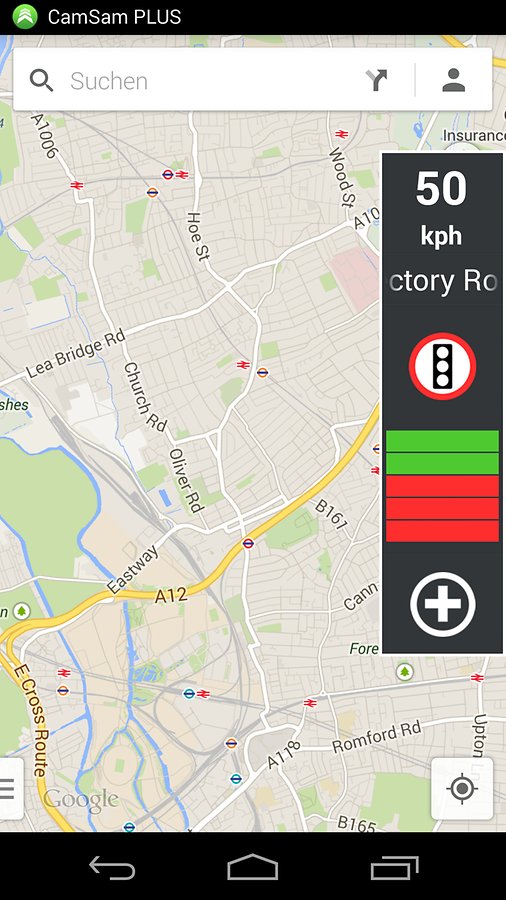 CamSam PLUS
Suchen
Insurance
A1006
Wood St
50
kph
ctory Ro
A10
Hoe St
Lea Bridge Rd
Church Rd
shes
Oliver Rd
B161
Eastway
A12
Cann
n
Fore
E Cross Route
Romford Rd
A118
Upton L
Google
B165